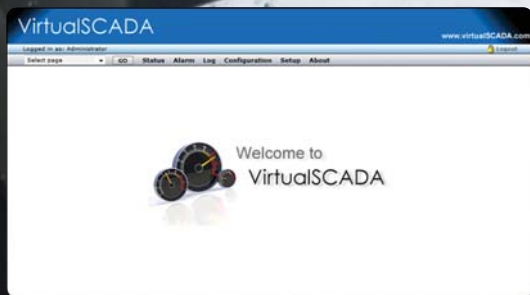 VirtualSCADA
www.virtualSCADA.com
Logged in as: Administrator
Logout
Select page GO Status Alarm Log Configuration Setup About
Welcome to
VirtualSCADA